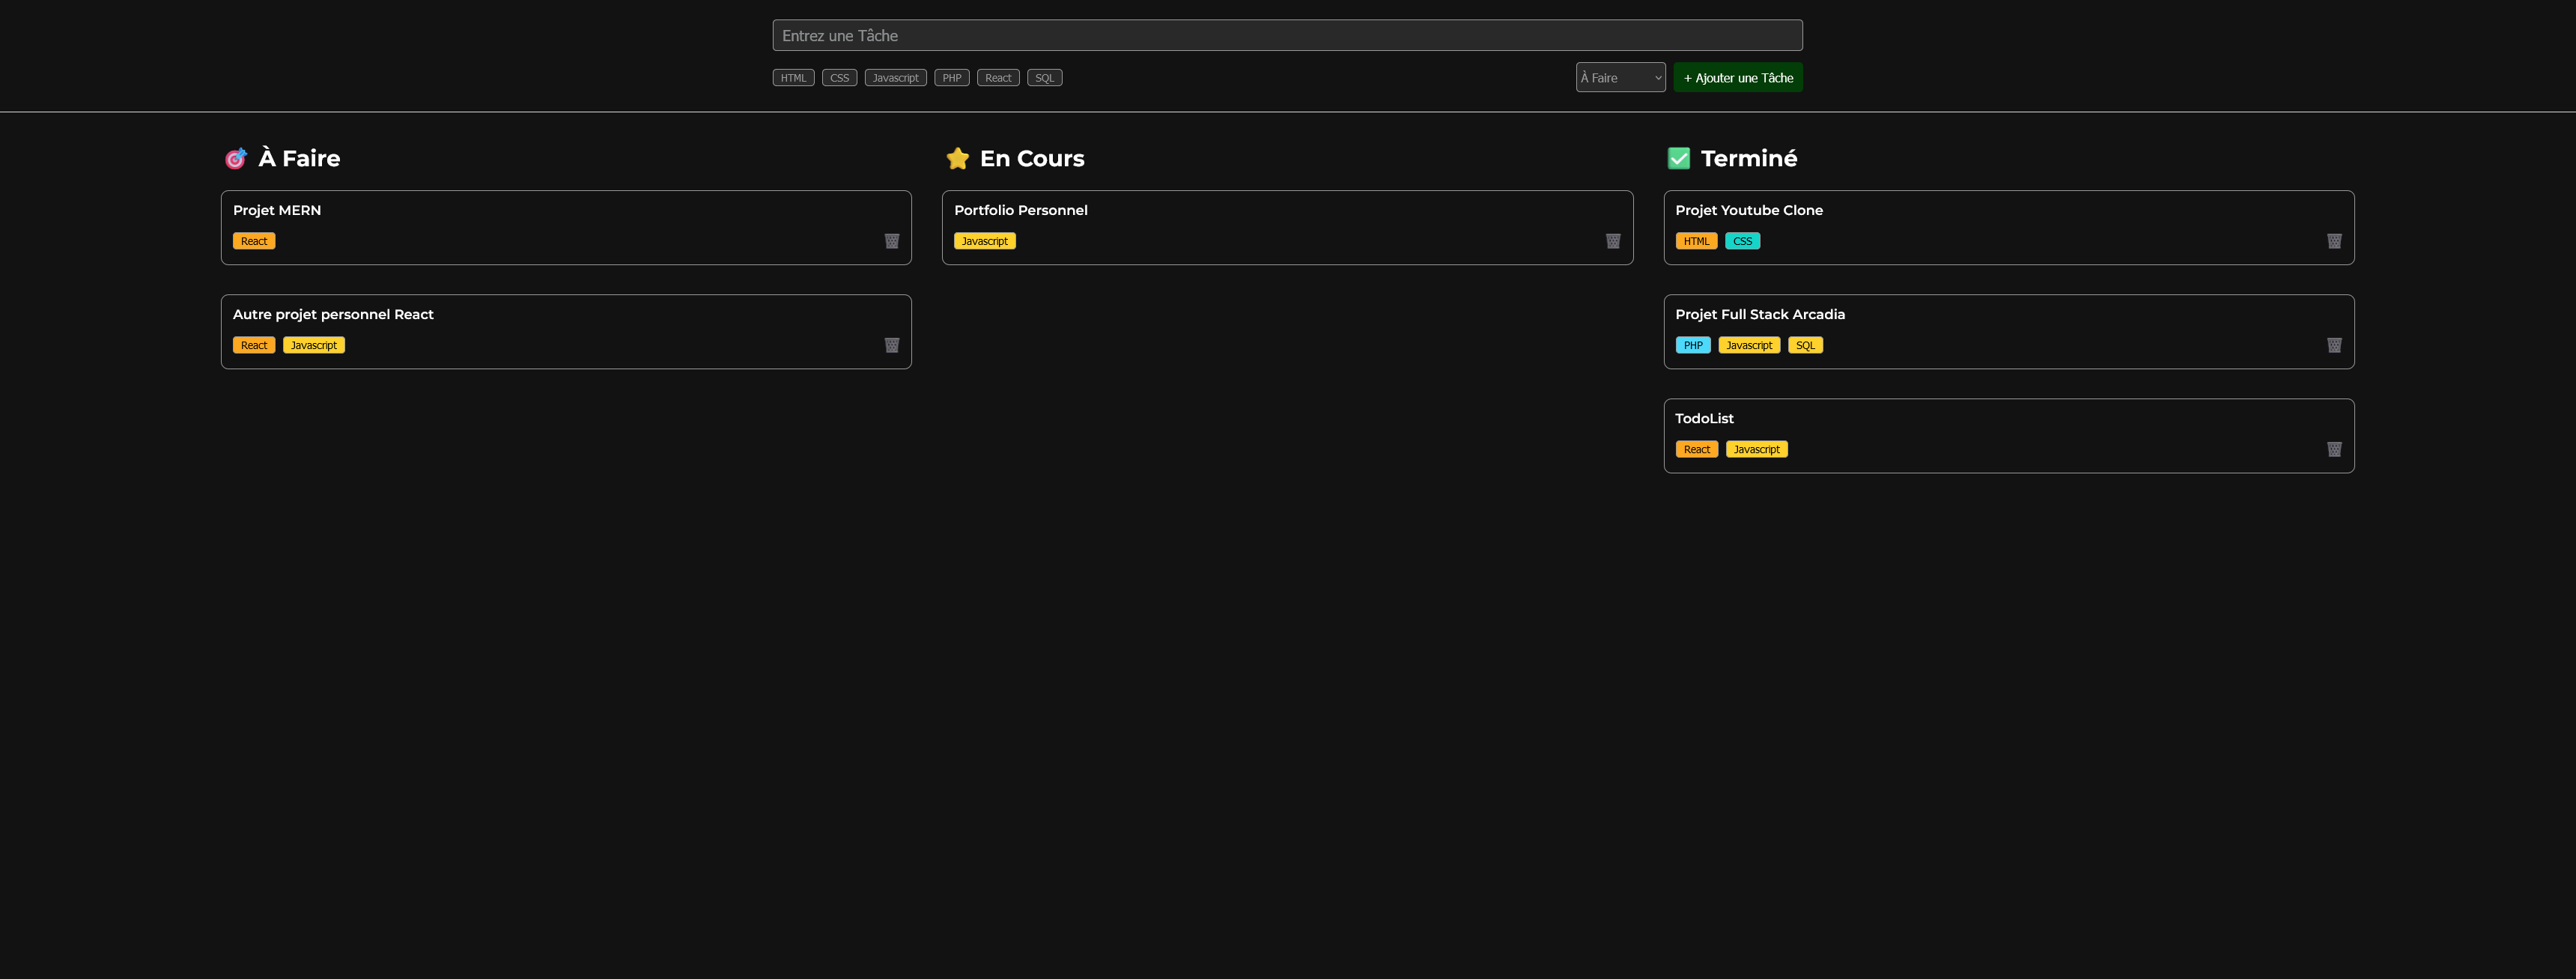 Entrez une Tâche
HTML CSS Javascript PHP React SQL
À Faire
+ Ajouter une Tâche
À Faire
Projet MERN
React
Autre projet personnel React
React Javascript
En Cours
Portfolio Personnel
Javascript
Terminé
Projet Youtube Clone
HTML CSS
Projet Full Stack Arcadia
PHP Javascript SQL
TodoList
React Javascript